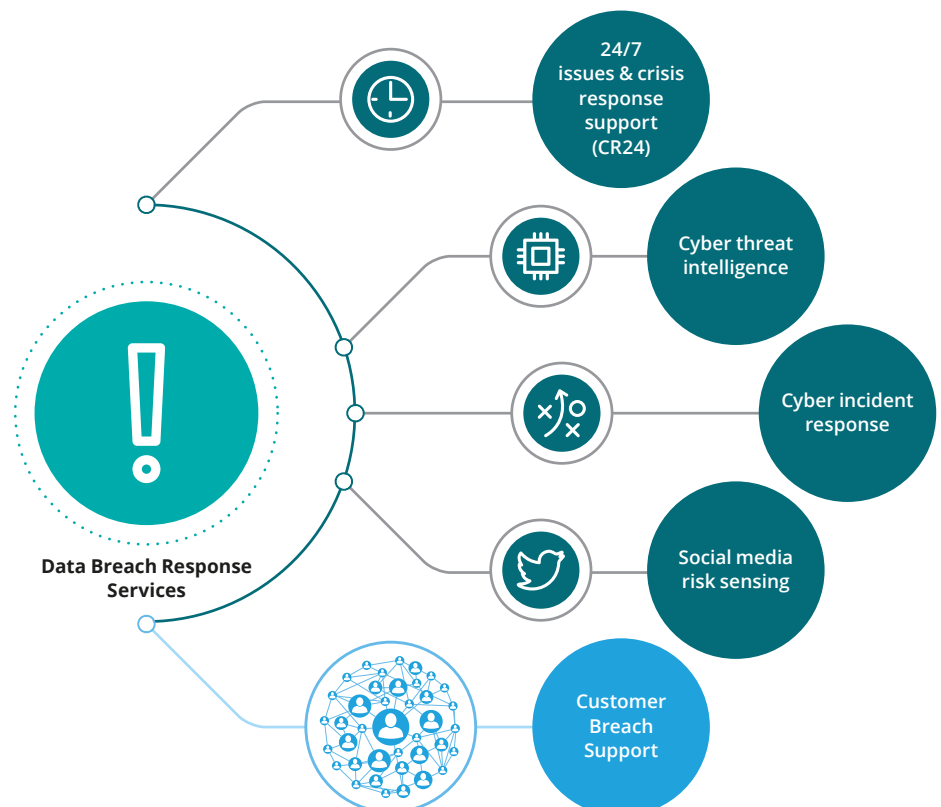 24/7
issues & crisis
response
support
(CR24)
Cyber threat
intelligence
Cyber incident
response
Data Breach Response
Services
Social media
risk sensing
Customer
Breach
Support